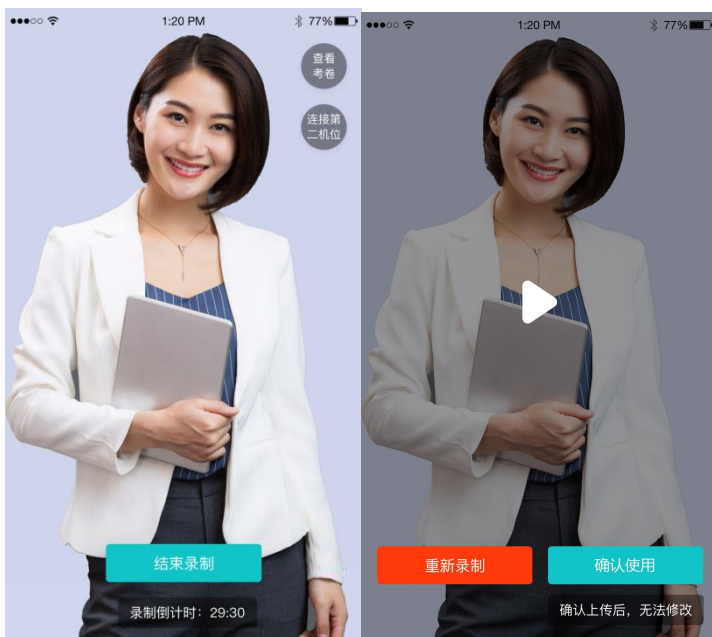 1:20 PM
77%
查看
考卷
连接第
二机位
结束录制
录制倒计时：29:30
1:20 PM
77%
重新录制
确认使用
确认上传后，无法修改